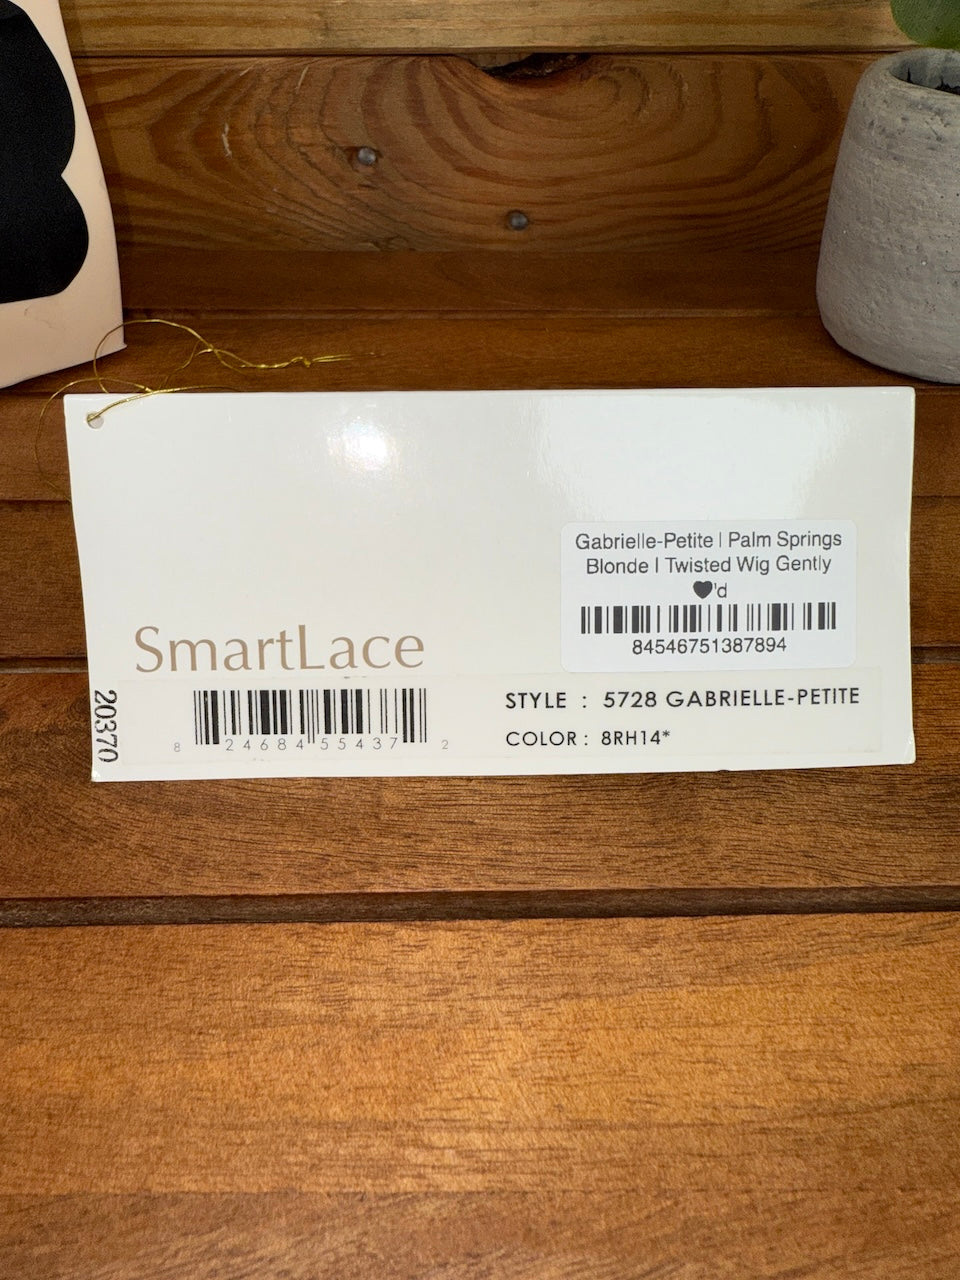 Gabrielle-Petite | Palm Springs
Blonde | Twisted Wig Gently
♥'d
84546751387894
SmartLace
20370
8 24684 55437 2
STYLE : 5728 GABRIELLE-PETITE
COLOR : 8RH14*